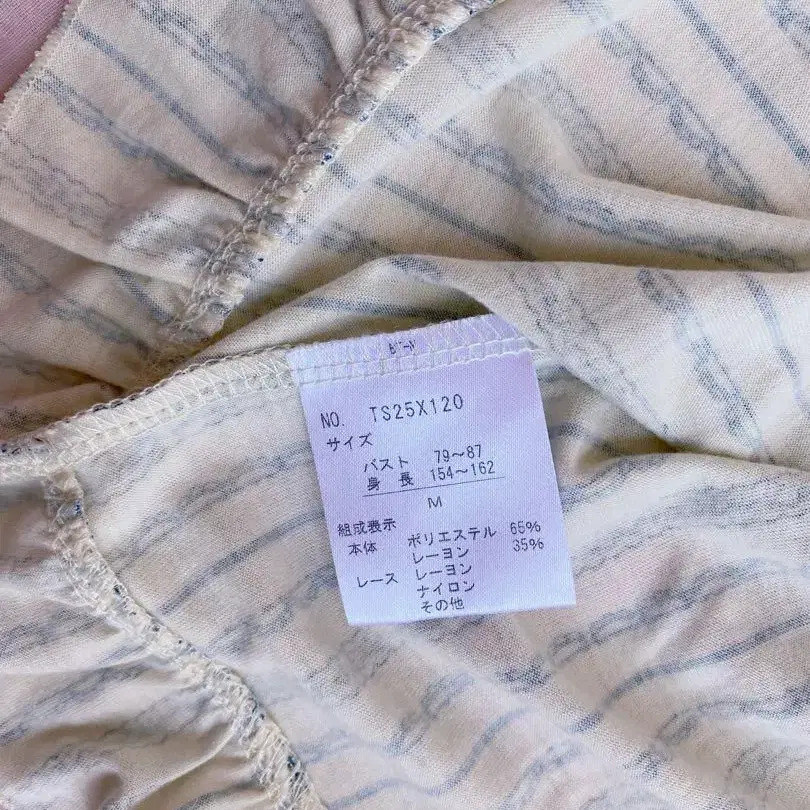 NO. TS25X120
サイズ
バスト 79～87
身長 154～162
M
組成表示
本体 ポリエステル 65%
レーヨン 35%
レース レーヨン
ナイロン
その他